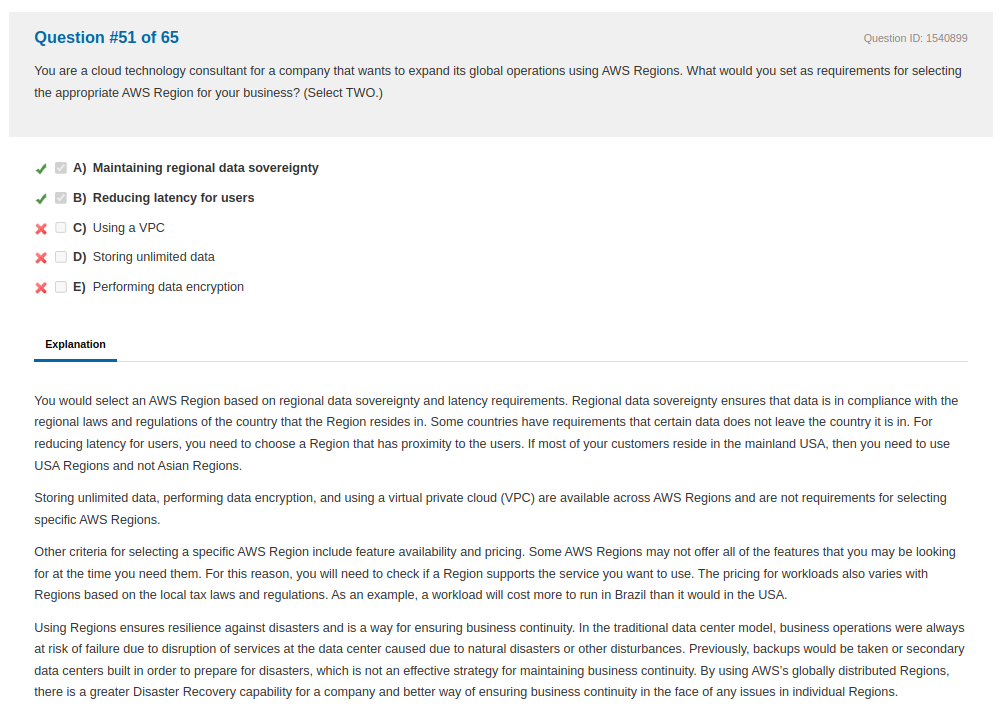 Question #51 of 65
Question ID: 1540899
You are a cloud technology consultant for a company that wants to expand its global operations using AWS Regions. What would you set as requirements for selecting
the appropriate AWS Region for your business? (Select TWO.)
A) Maintaining regional data sovereignty
B) Reducing latency for users
C) Using a VPC
D) Storing unlimited data
E) Performing data encryption
Explanation
You would select an AWS Region based on regional data sovereignty and latency requirements. Regional data sovereignty ensures that data is in compliance with the
regional laws and regulations of the country that the Region resides in. Some countries have requirements that certain data does not leave the country it is in. For
reducing latency for users, you need to choose a Region that has proximity to the users. If most of your customers reside in the mainland USA, then you need to use
USA Regions and not Asian Regions.
Storing unlimited data, performing data encryption, and using a virtual private cloud (VPC) are available across AWS Regions and are not requirements for selecting
specific AWS Regions.
Other criteria for selecting a specific AWS Region include feature availability and pricing. Some AWS Regions may not offer all of the features that you may be looking
for at the time you need them. For this reason, you will need to check if a Region supports the service you want to use. The pricing for workloads also varies with
Regions based on the local tax laws and regulations. As an example, a workload will cost more to run in Brazil than it would in the USA.
Using Regions ensures resilience against disasters and is a way for ensuring business continuity. In the traditional data center model, business operations were always
at risk of failure due to disruption of services at the data center caused due to natural disasters or other disturbances. Previously, backups would be taken or secondary
data centers built in order to prepare for disasters, which is not an effective strategy for maintaining business continuity. By using AWS's globally distributed Regions,
there is a greater Disaster Recovery capability for a company and better way of ensuring business continuity in the face of any issues in individual Regions.